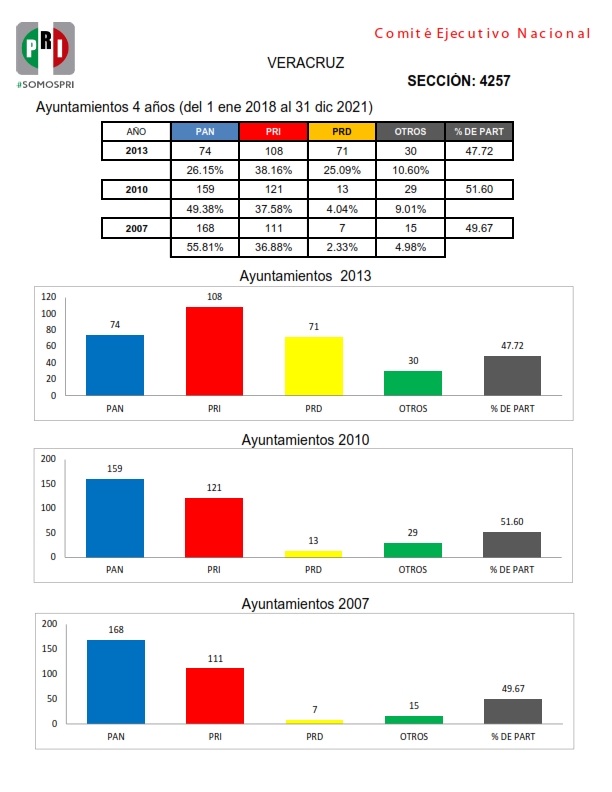 PRI
#SOMOSPRI
Comité Ejecutivo Nacional
VERACRUZ
SECCIÓN: 4257
Ayuntamientos 4 años (del 1 ene 2018 al 31 dic 2021)
AÑO PAN PRI PRD OTROS % DE PART
2013 74 108 71 30 47.72
26.15% 38.16% 25.09% 10.60%
2010 159 121 13 29 51.60
49.38% 37.58% 4.04% 9.01%
2007 168 111 7 15 49.67
55.81% 36.88% 2.33% 4.98%
Ayuntamientos 2013
120
100
80
60
40
20
0
74 108 71 30 47.72
PAN PRI PRD OTROS % DE PART
Ayuntamientos 2010
200
150
100
50
0
159 121 13 29 51.60
PAN PRI PRD OTROS % DE PART
Ayuntamientos 2007
200
150
100
50
0
168 111 7 15 49.67
PAN PRI PRD OTROS % DE PART